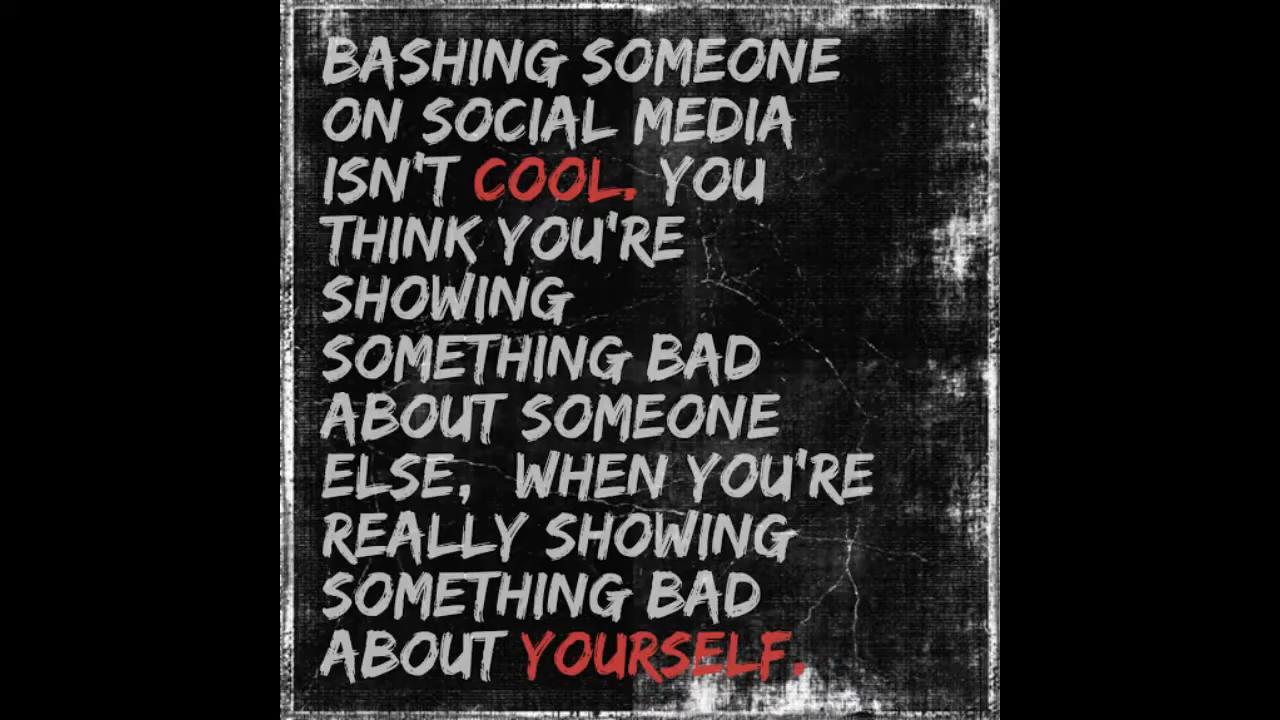 BASHING SOMEONE
ON SOCIAL MEDIA
ISN'T COOL. YOU
THINK YOU'RE
SHOWING
SOMETHING BAD
ABOUT SOMEONE
ELSE, WHEN YOU'RE
REALLY SHOWING
SOMETHING BAD
ABOUT YOURSELF.